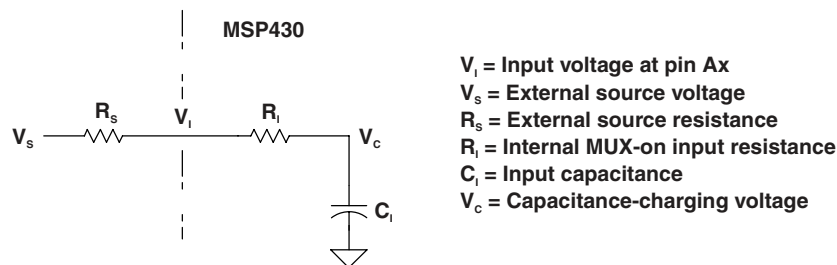 MSP430
V_I = Input voltage at pin Ax
V_S = External source voltage
R_S = External source resistance
R_I = Internal MUX-on input resistance
C_I = Input capacitance
V_C = Capacitance-charging voltage
R_S
V_I
R_I
V_S
V_C
C_I